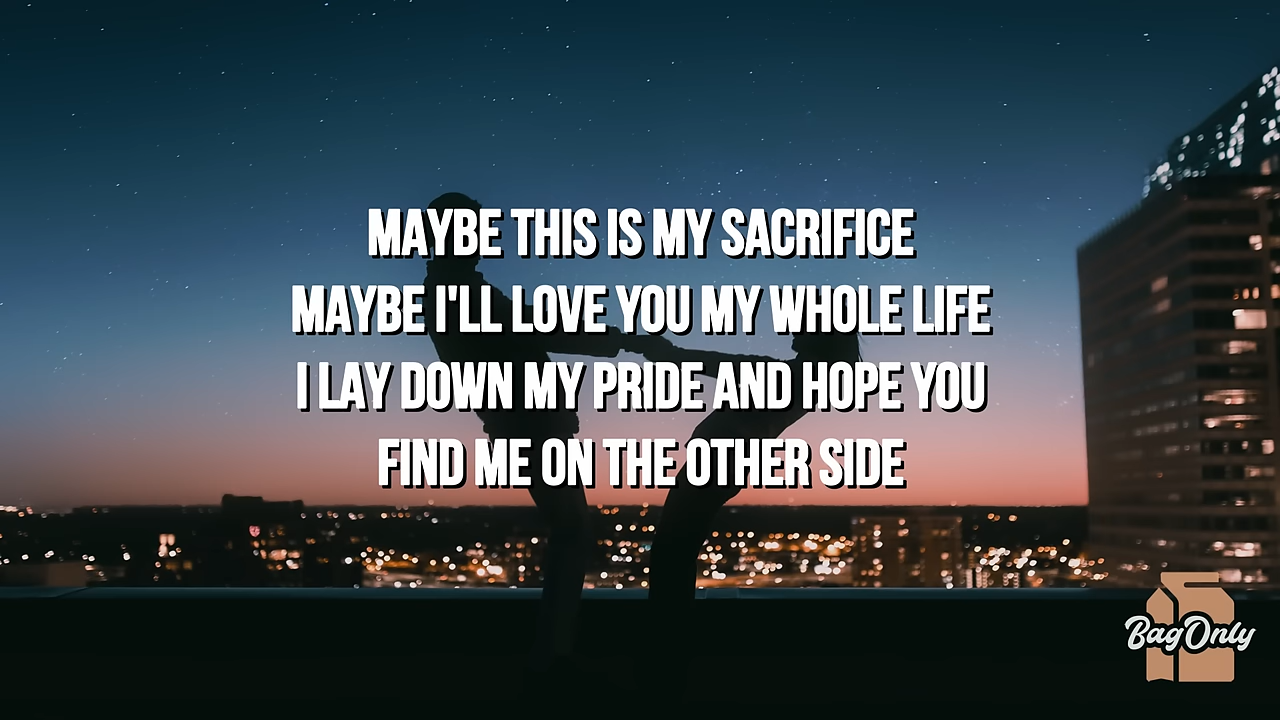 MAYBE THIS IS MY SACRIFICE
MAYBE I'LL LOVE YOU MY WHOLE LIFE
I LAY DOWN MY PRIDE AND HOPE YOU
FIND ME ON THE OTHER SIDE
BagOnly